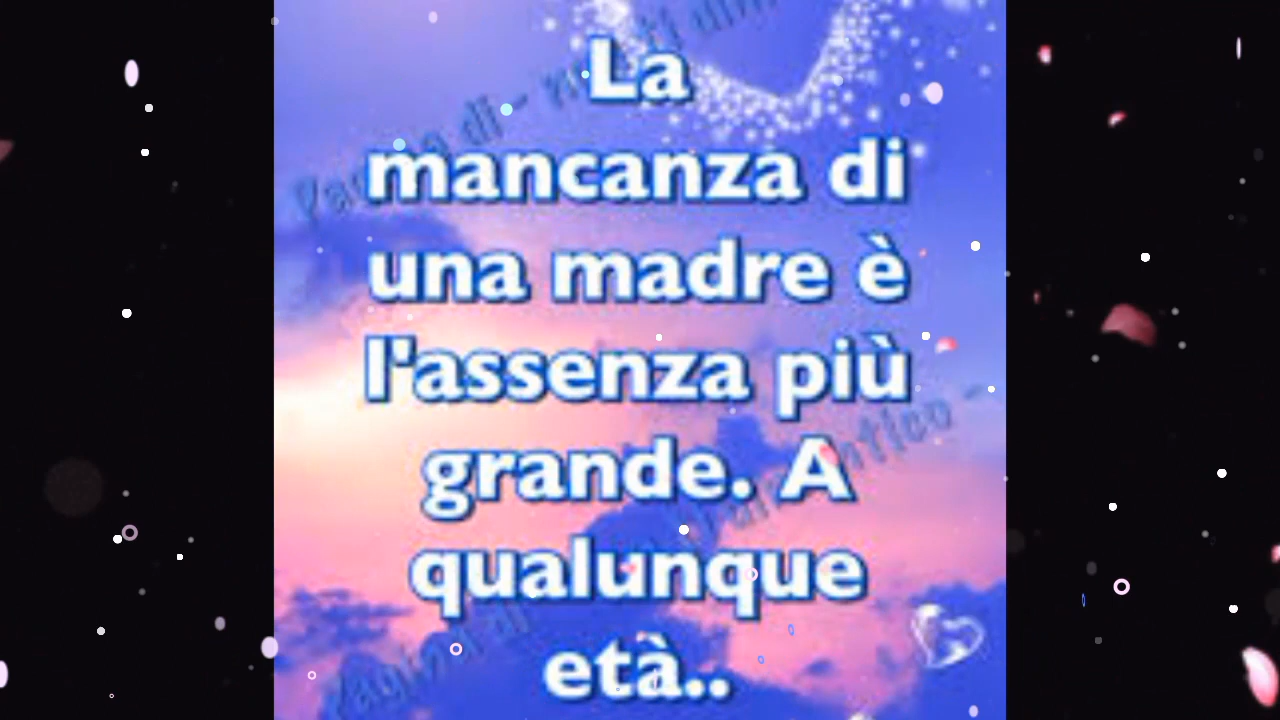 La
mancanza di
una madre è
l'assenza più
grande. A
qualunque
età..